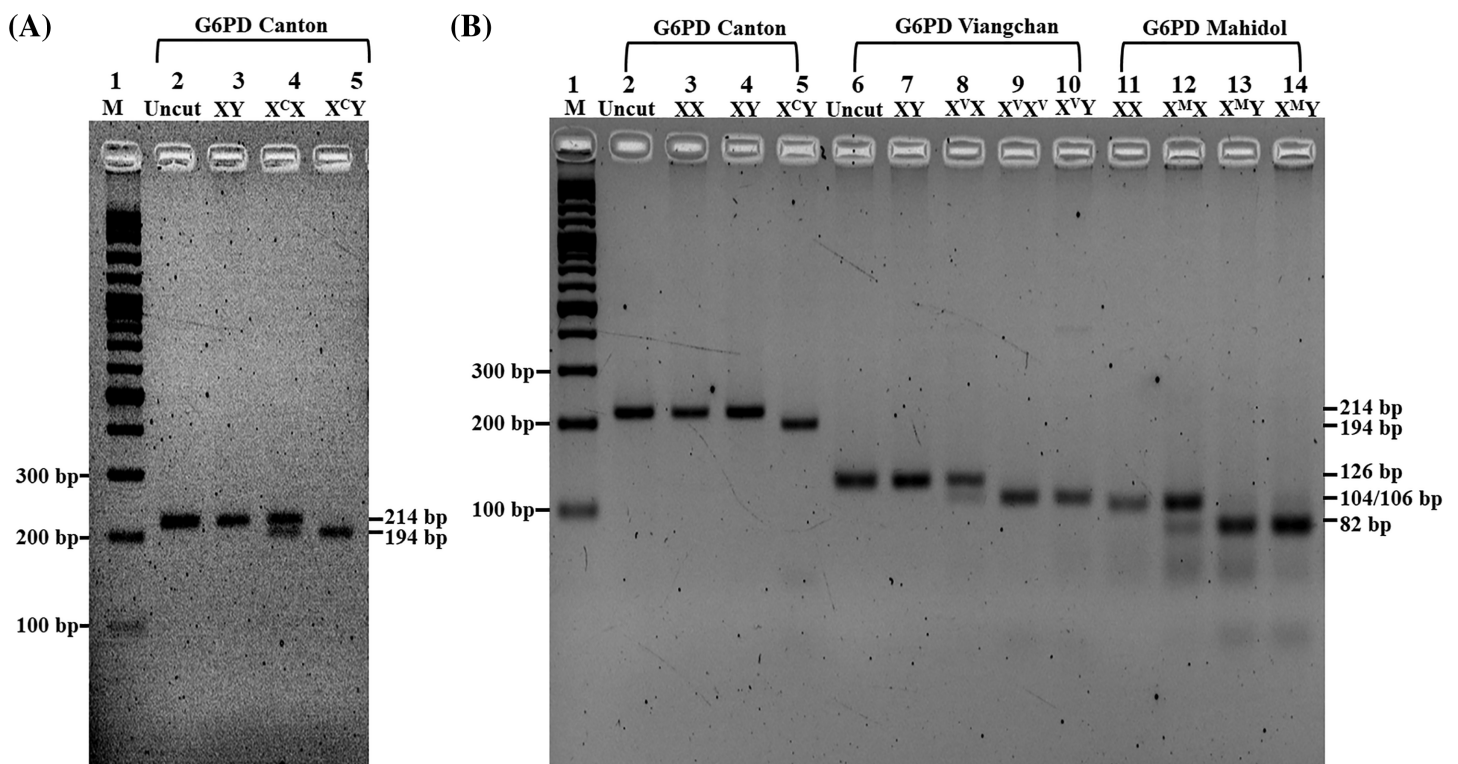 (A)
G6PD Canton
1 2 3 4 5
M Uncut XY XᶜX XᶜY
300 bp
200 bp
100 bp
214 bp
194 bp
(B)
G6PD Canton G6PD Viangchan G6PD Mahidol
1 2 3 4 5 6 7 8 9 10 11 12 13 14
M Uncut XX XY XᶜY Uncut XY XⱽX XⱽXⱽ XⱽY XX XᴹX XᴹY XᴹY
300 bp
200 bp
100 bp
214 bp
194 bp
126 bp
104/106 bp
82 bp